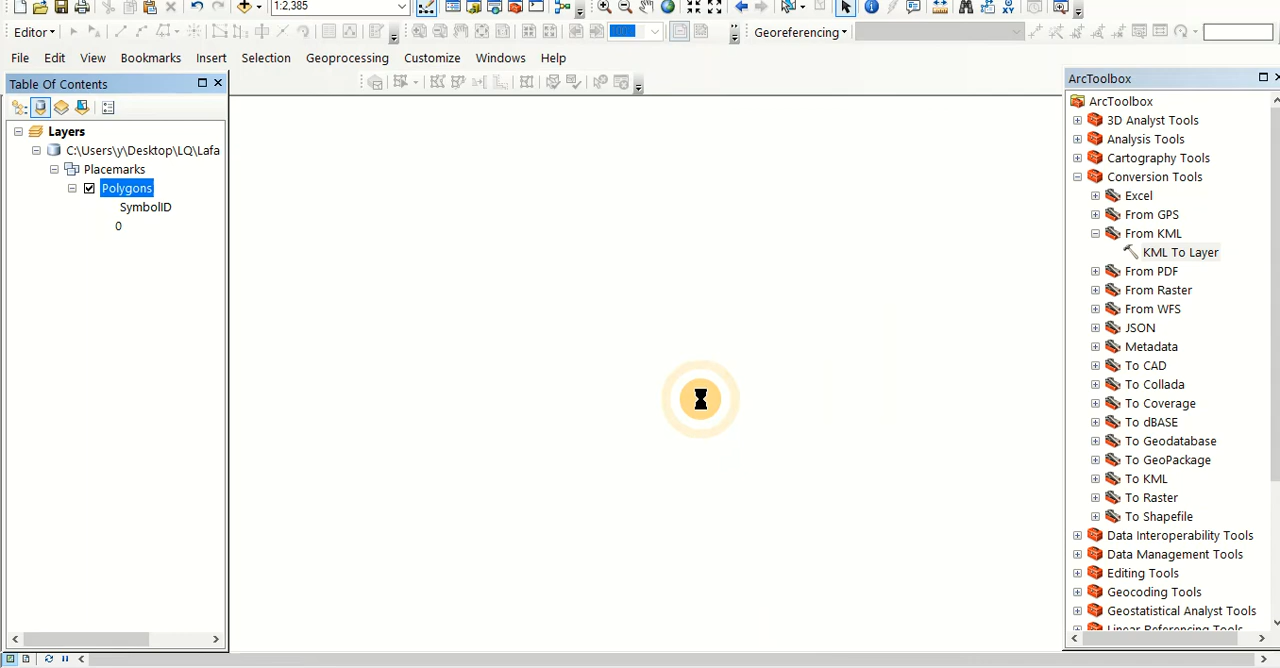 1:2,385
Editor
100%
Georeferencing
File Edit View Bookmarks Insert Selection Geoprocessing Customize Windows Help
Table Of Contents
Layers
C:\Users\y\Desktop\LQ\Lafa
Placemarks
Polygons
SymbolID
0
ArcToolbox
ArcToolbox
3D Analyst Tools
Analysis Tools
Cartography Tools
Conversion Tools
Excel
From GPS
From KML
KML To Layer
From PDF
From Raster
From WFS
JSON
Metadata
To CAD
To Collada
To Coverage
To dBASE
To Geodatabase
To GeoPackage
To KML
To Raster
To Shapefile
Data Interoperability Tools
Data Management Tools
Editing Tools
Geocoding Tools
Geostatistical Analyst Tools
Linear Referencing Tools